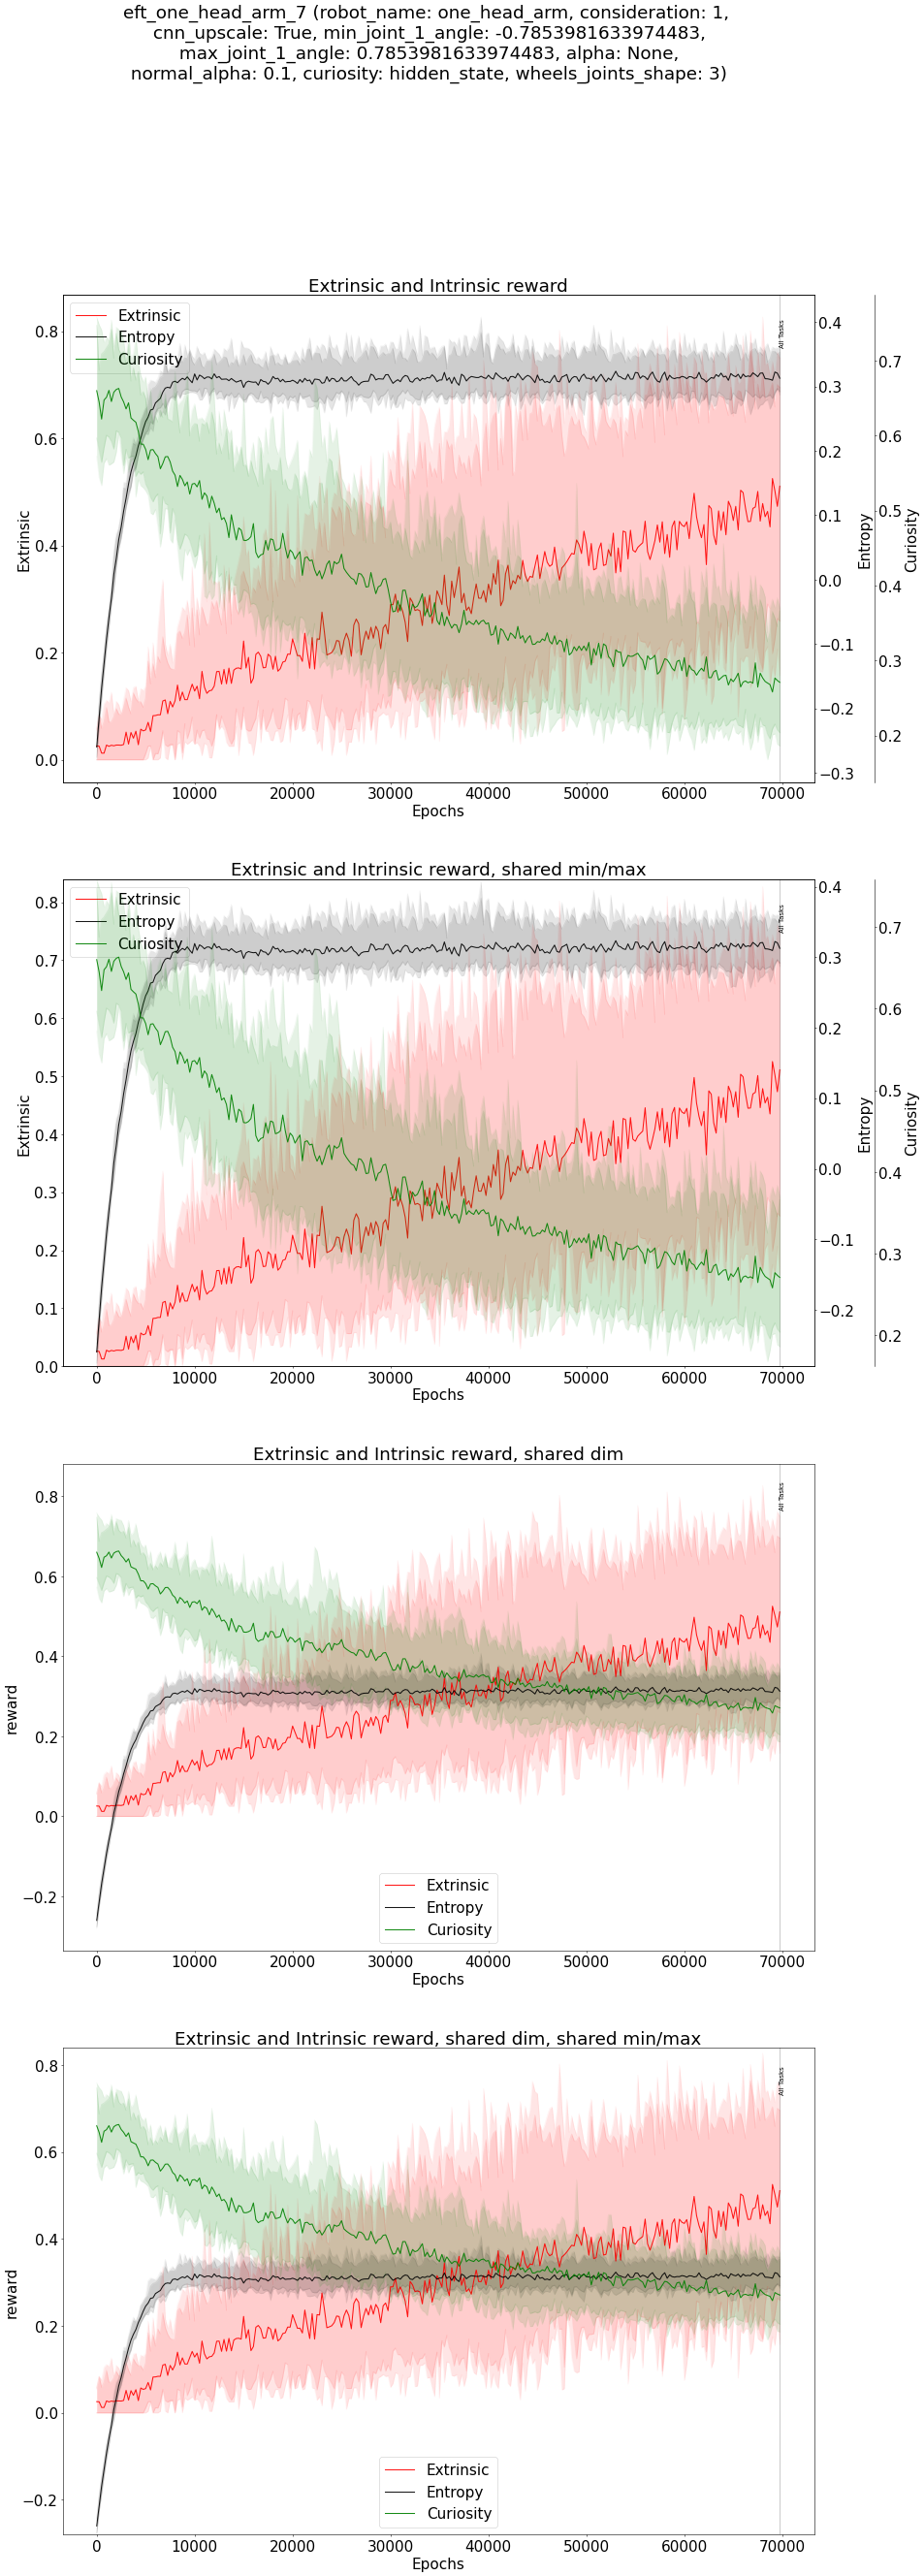 eft_one_head_arm_7 (robot_name: one_head_arm, consideration: 1,
cnn_upscale: True, min_joint_1_angle: -0.7853981633974483,
max_joint_1_angle: 0.7853981633974483, alpha: None,
normal_alpha: 0.1, curiosity: hidden_state, wheels_joints_shape: 3)
Extrinsic and Intrinsic reward
Extrinsic
Entropy
Curiosity
All Tasks
0.8
0.6
0.4
0.2
0.0
Extrinsic
0.4
0.3
0.2
0.1
0.0
−0.1
−0.2
−0.3
Entropy
0.7
0.6
0.5
0.4
0.3
0.2
Curiosity
0 10000 20000 30000 40000 50000 60000 70000
Epochs
Extrinsic and Intrinsic reward, shared min/max
Extrinsic
Entropy
Curiosity
All Tasks
0.8
0.7
0.6
0.5
0.4
0.3
0.2
0.1
0.0
Extrinsic
0.4
0.3
0.2
0.1
0.0
−0.1
−0.2
Entropy
0.7
0.6
0.5
0.4
0.3
0.2
Curiosity
0 10000 20000 30000 40000 50000 60000 70000
Epochs
Extrinsic and Intrinsic reward, shared dim
All Tasks
0.8
0.6
0.4
0.2
0.0
−0.2
reward
Extrinsic
Entropy
Curiosity
0 10000 20000 30000 40000 50000 60000 70000
Epochs
Extrinsic and Intrinsic reward, shared dim, shared min/max
All Tasks
0.8
0.6
0.4
0.2
0.0
−0.2
reward
Extrinsic
Entropy
Curiosity
0 10000 20000 30000 40000 50000 60000 70000
Epochs